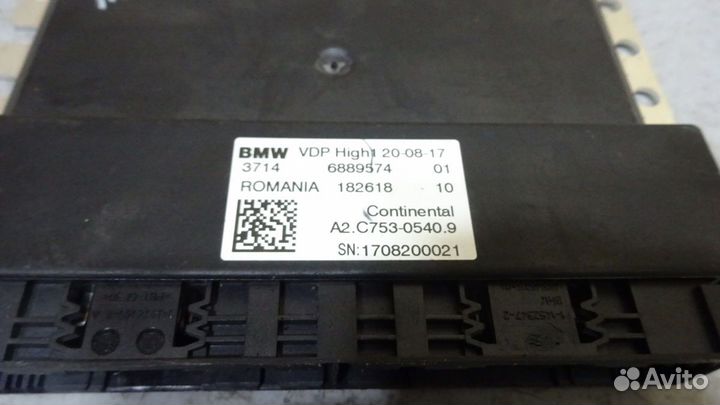 BMW VDP High1 20-08-17
3714 6889574 01
ROMANIA 182618 10
Continental
A2.C753-0540.9
SN:1708200021
Avito